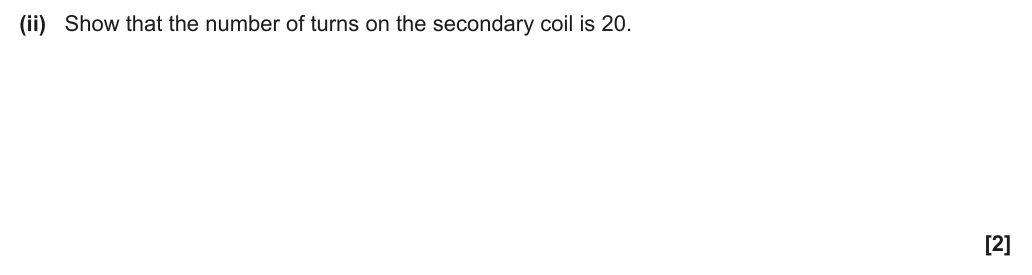 (ii) Show that the number of turns on the secondary coil is 20.
[2]